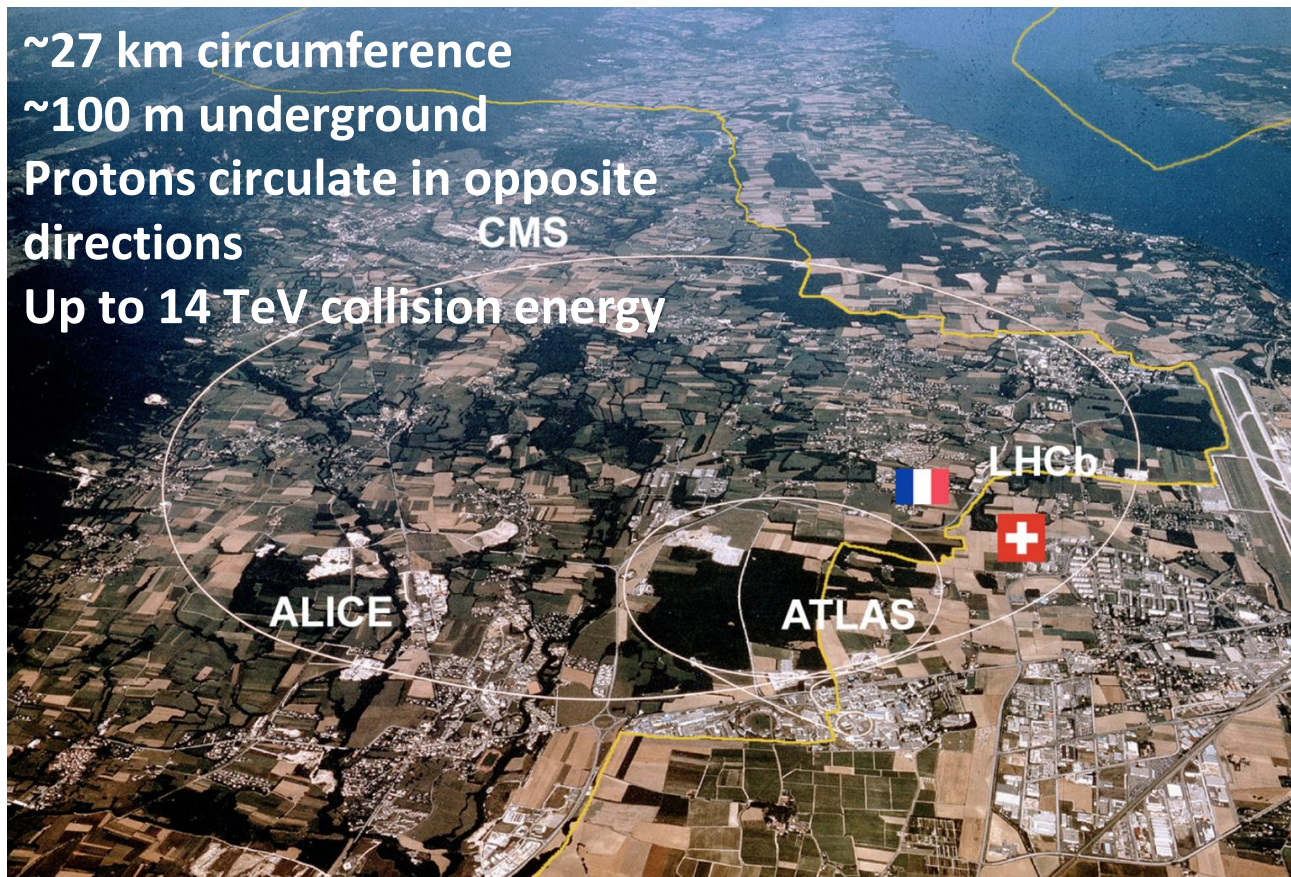 ~27 km circumference
~100 m underground
Protons circulate in opposite
directions
CMS
Up to 14 TeV collision energy
LHCb
ALICE
ATLAS